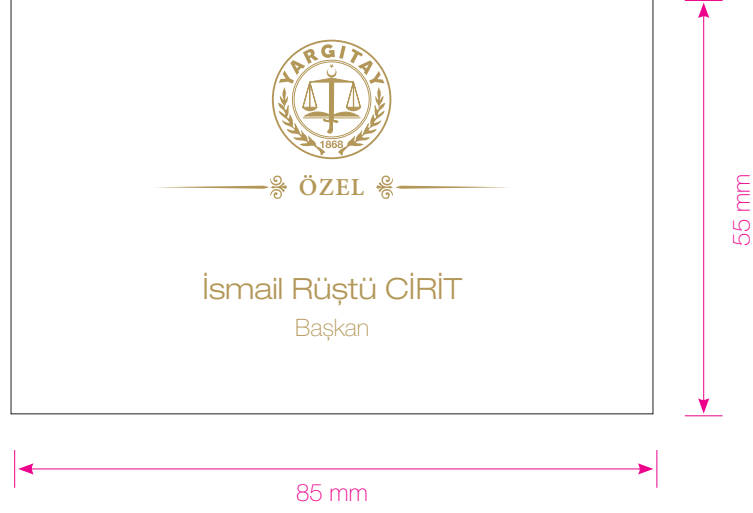 YARGITAY
1868
ÖZEL
İsmail Rüştü CİRİT
Başkan
55 mm
85 mm